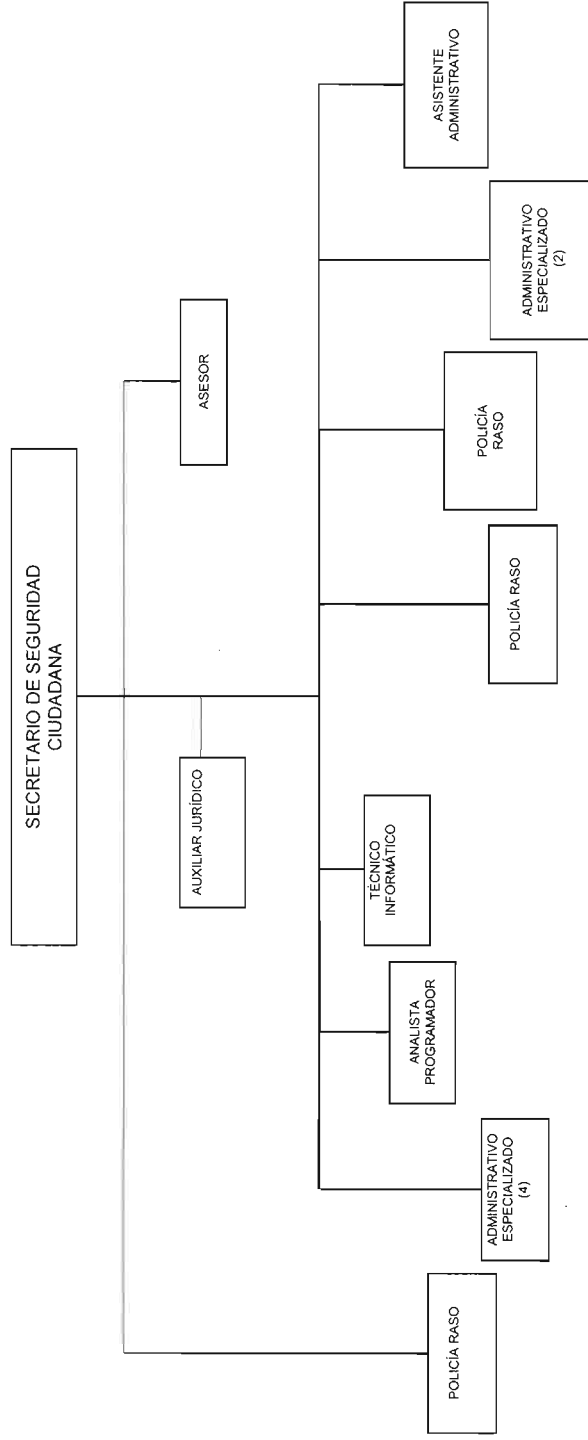 SECRETARIO DE SEGURIDAD
CIUDADANA
AUXILIAR JURÍDICO
ASESOR
POLICÍA RASO
ADMINISTRATIVO
ESPECIALIZADO
(4)
ANALISTA
PROGRAMADOR
TÉCNICO
INFORMÁTICO
POLICÍA RASO
POLICÍA
RASO
ADMINISTRATIVO
ESPECIALIZADO
(2)
ASISTENTE
ADMINISTRATIVO